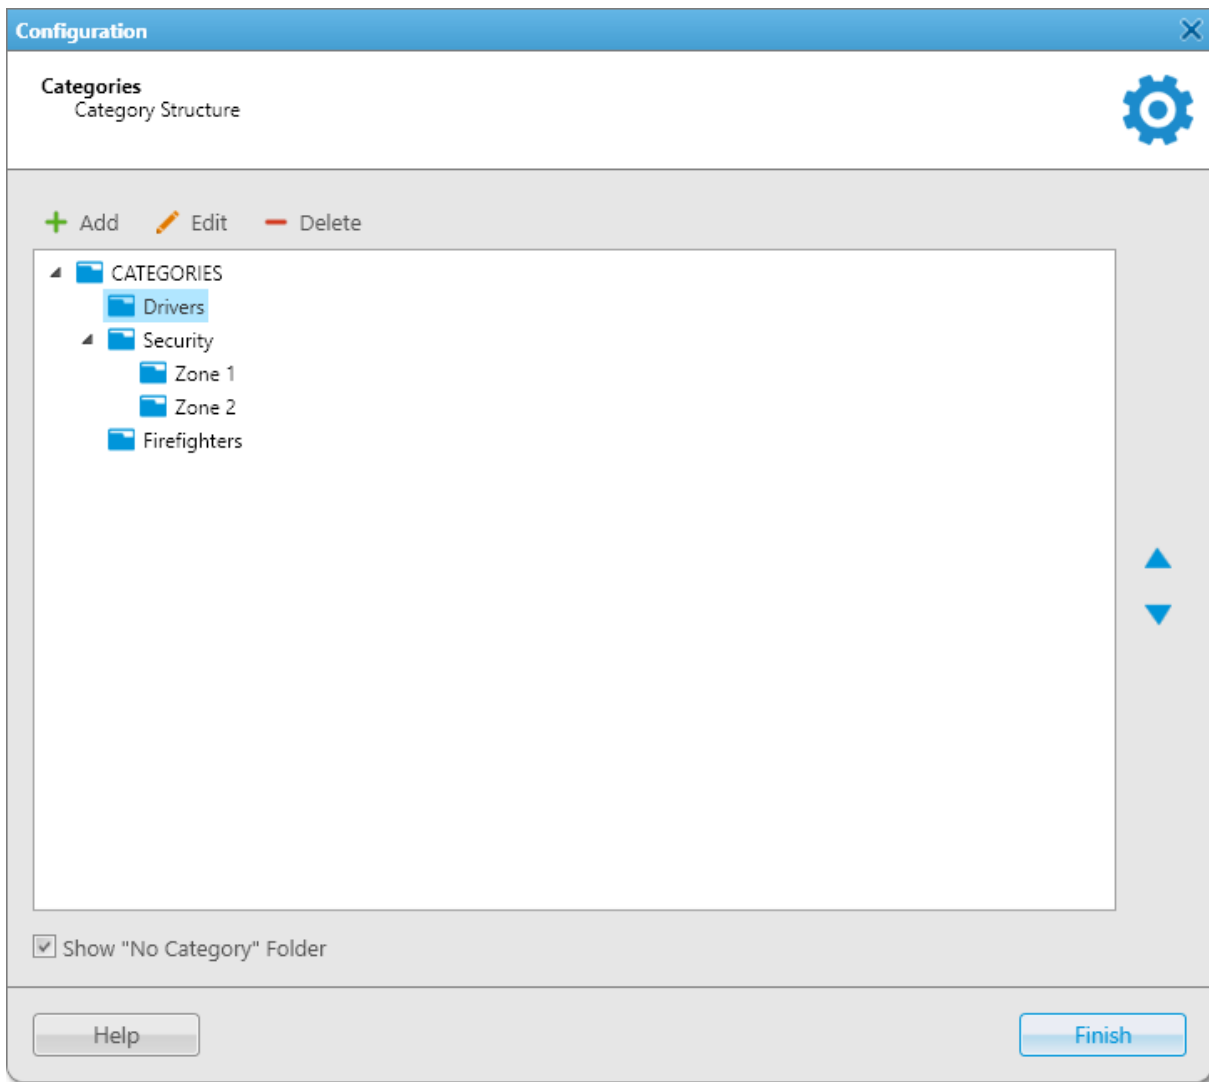 Configuration
Categories
Category Structure
Add Edit Delete
CATEGORIES
Drivers
Security
Zone 1
Zone 2
Firefighters
Show "No Category" Folder
Help Finish